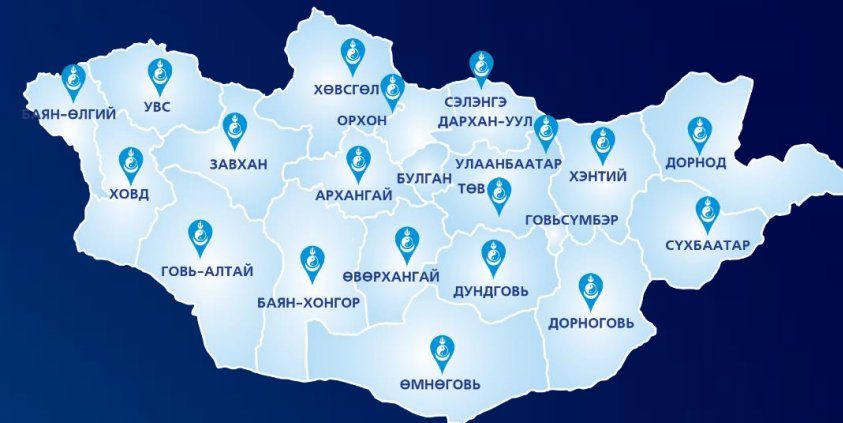 ХӨВСГӨЛ
СЭЛЭНГЭ
БАЯН-ӨЛГИЙ
УВС
ОРХОН
ДАРХАН-УУЛ
ЗАВХАН
УЛААНБААТАР
ДОРНОД
ХОВД
АРХАНГАЙ
БУЛГАН
ТӨВ
ХЭНТИЙ
ГОВЬСҮМБЭР
СҮХБААТАР
ГОВЬ-АЛТАЙ
ӨВӨРХАНГАЙ
ДУНДГОВЬ
БАЯН-ХОНГОР
ДОРНОГОВЬ
ӨМНӨГОВЬ